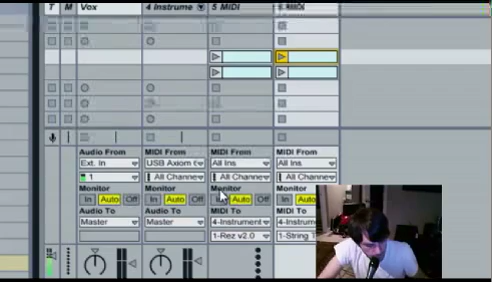 T M Vox 4 Instrume 5 MIDI MIDI
Audio From MIDI From MIDI From MIDI From
Ext. In USB Axiom All Ins All Ins
1 All Channe All Channe All Channe
Monitor Monitor Monitor Monitor
In Auto Off In Auto Off In Auto Off In Auto Off
Audio To Audio To MIDI To MIDI To
Master Master 4-Instrument 4-Instrum
1-Rez v2.0 1-String